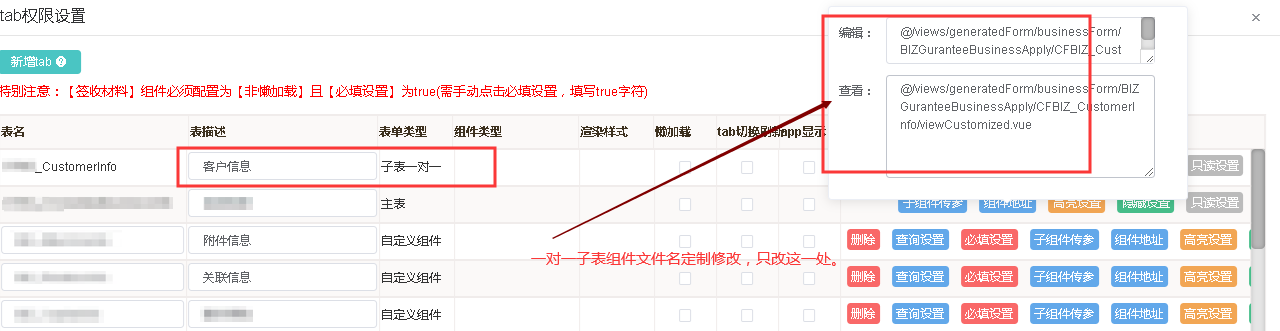 tab权限设置
×
新增tab
特别注意：【签收材料】组件必须配置为【非懒加载】且【必填设置】为true(需手动点击必填设置，填写true字符)
编辑：
@/views/generatedForm/businessForm/
BIZGuranteeBusinessApply/CFBIZ_Cust
查看：
@/views/generatedForm/businessForm/BIZ
GuranteeBusinessApply/CFBIZ_CustomerI
nfo/viewCustomized.vue
表名 表描述 表单类型 组件类型 渲染样式 懒加载 tab切换刷新 app显示
_CustomerInfo 客户信息 子表一对一 只读设置
主表 子组件传参 组件地址 高亮设置 隐藏设置 只读设置
附件信息 自定义组件 删除 查询设置 必填设置 子组件传参 组件地址 高亮设置
一对一子表组件文件名定制修改，只改这一处。
关联信息 自定义组件 删除 查询设置 必填设置 子组件传参 组件地址 高亮设置
自定义组件 删除 查询设置 必填设置 子组件传参 组件地址 高亮设置